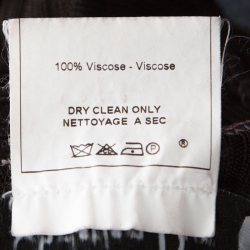 100% Viscose - Viscose
DRY CLEAN ONLY
NETTOYAGE A SEC
P ®